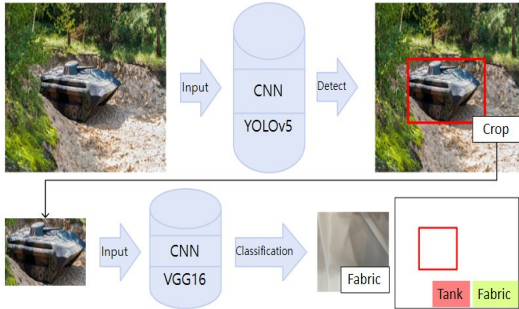 Input
CNN
YOLOv5
Detect
Crop
Input
CNN
VGG16
Classification
Fabric
Tank
Fabric